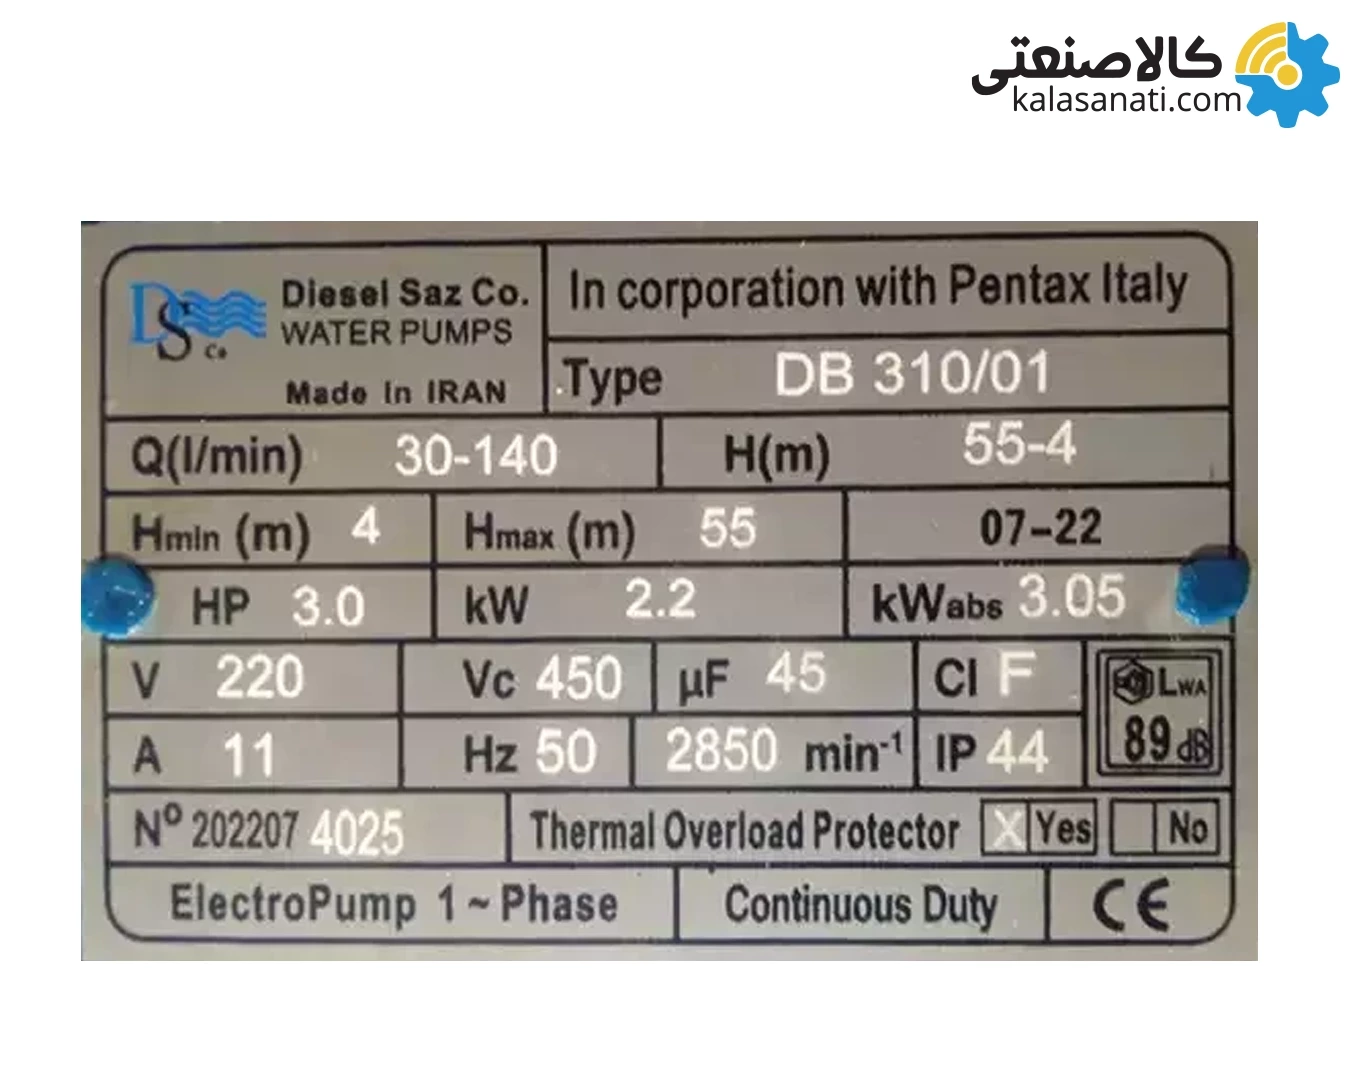 کالاصنعتی
kalasanati.com
DS Co
Diesel Saz Co.
WATER PUMPS
Made In IRAN
In corporation with Pentax Italy
Type DB 310/01
Q(l/min) 30-140 H(m) 55-4
Hmin (m) 4 Hmax (m) 55 07-22
HP 3.0 kW 2.2 kWabs 3.05
V 220 Vc 450 µF 45 Cl F
LWA
89 dB
A 11 Hz 50 2850 min-1 IP 44
Nº 202207 4025 Thermal Overload Protector X Yes No
ElectroPump 1 ~ Phase Continuous Duty CE